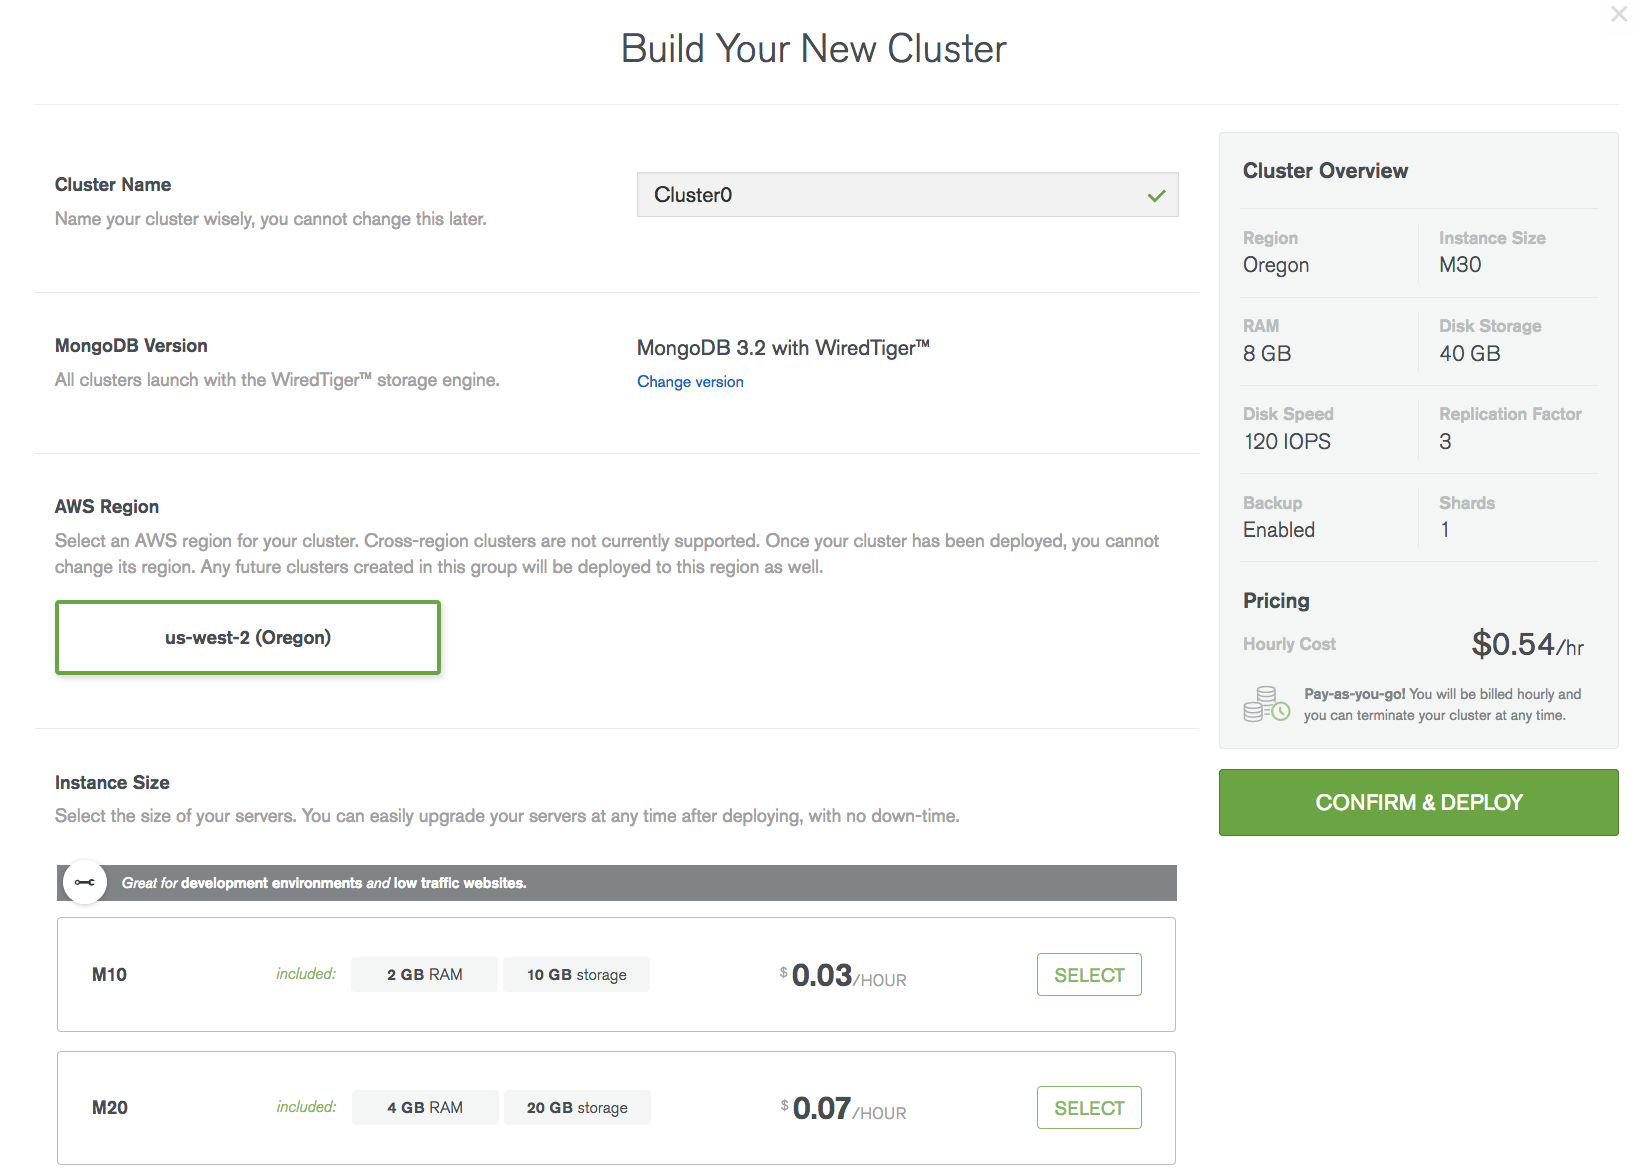 Build Your New Cluster
Cluster Name
Name your cluster wisely, you cannot change this later.
Cluster0
MongoDB Version
All clusters launch with the WiredTiger™ storage engine.
MongoDB 3.2 with WiredTiger™
Change version
AWS Region
Select an AWS region for your cluster. Cross-region clusters are not currently supported. Once your cluster has been deployed, you cannot
change its region. Any future clusters created in this group will be deployed to this region as well.
us-west-2 (Oregon)
Instance Size
Select the size of your servers. You can easily upgrade your servers at any time after deploying, with no down-time.
Great for development environments and low traffic websites.
M10 included: 2 GB RAM 10 GB storage $ 0.03/HOUR SELECT
M20 included: 4 GB RAM 20 GB storage $ 0.07/HOUR SELECT
Cluster Overview
Region Instance Size
Oregon M30
RAM Disk Storage
8 GB 40 GB
Disk Speed Replication Factor
120 IOPS 3
Backup Shards
Enabled 1
Pricing
Hourly Cost $0.54/hr
Pay-as-you-go! You will be billed hourly and
you can terminate your cluster at any time.
CONFIRM & DEPLOY